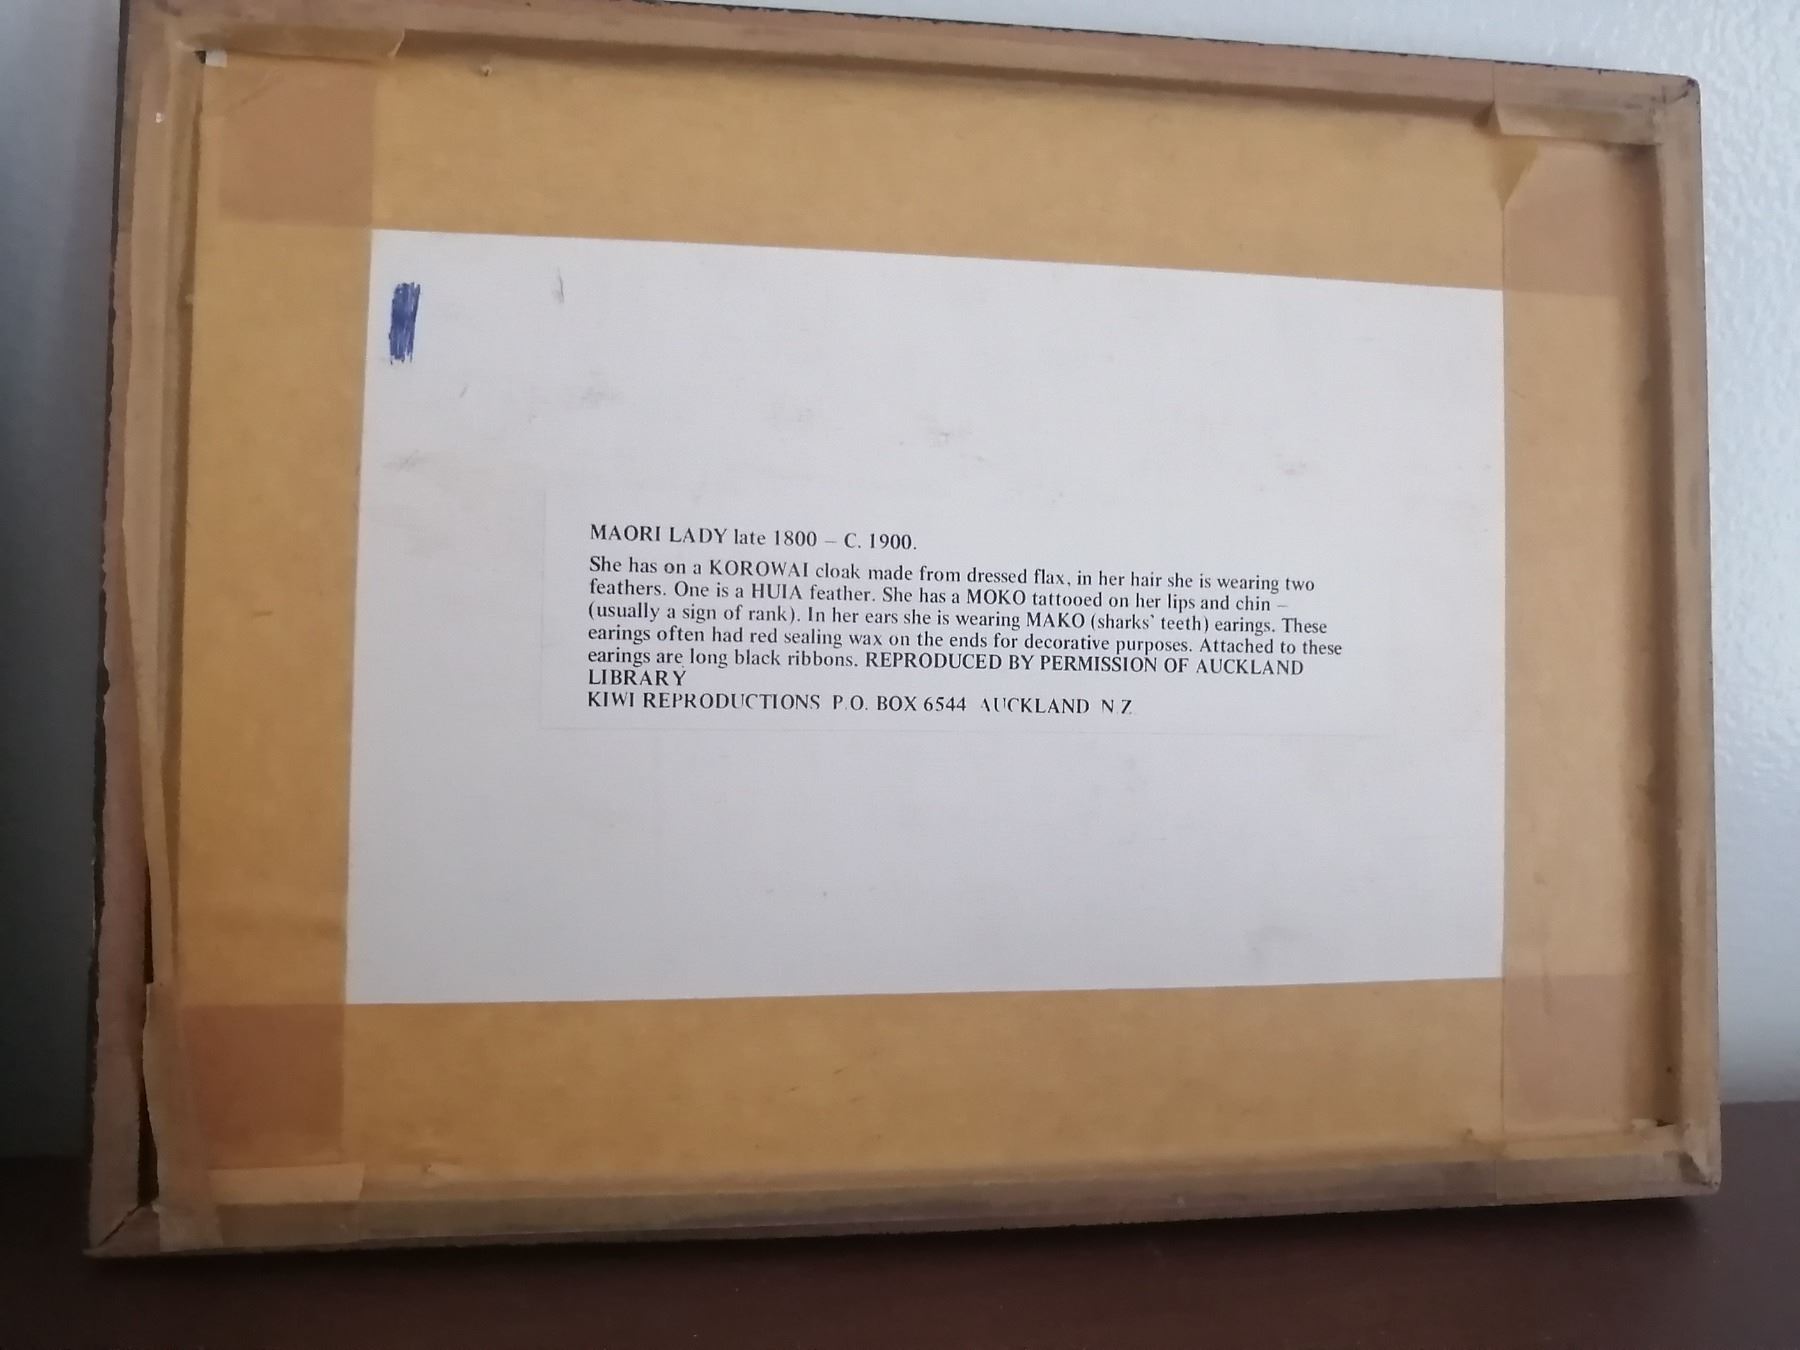 MAORI LADY late 1800 – C. 1900.
She has on a KOROWAI cloak made from dressed flax, in her hair she is wearing two
feathers. One is a HUIA feather. She has a MOKO tattooed on her lips and chin –
(usually a sign of rank). In her ears she is wearing MAKO (sharks' teeth) earings. These
earings often had red sealing wax on the ends for decorative purposes. Attached to these
earings are long black ribbons. REPRODUCED BY PERMISSION OF AUCKLAND
LIBRARY
KIWI REPRODUCTIONS P.O. BOX 6544 AUCKLAND N.Z.